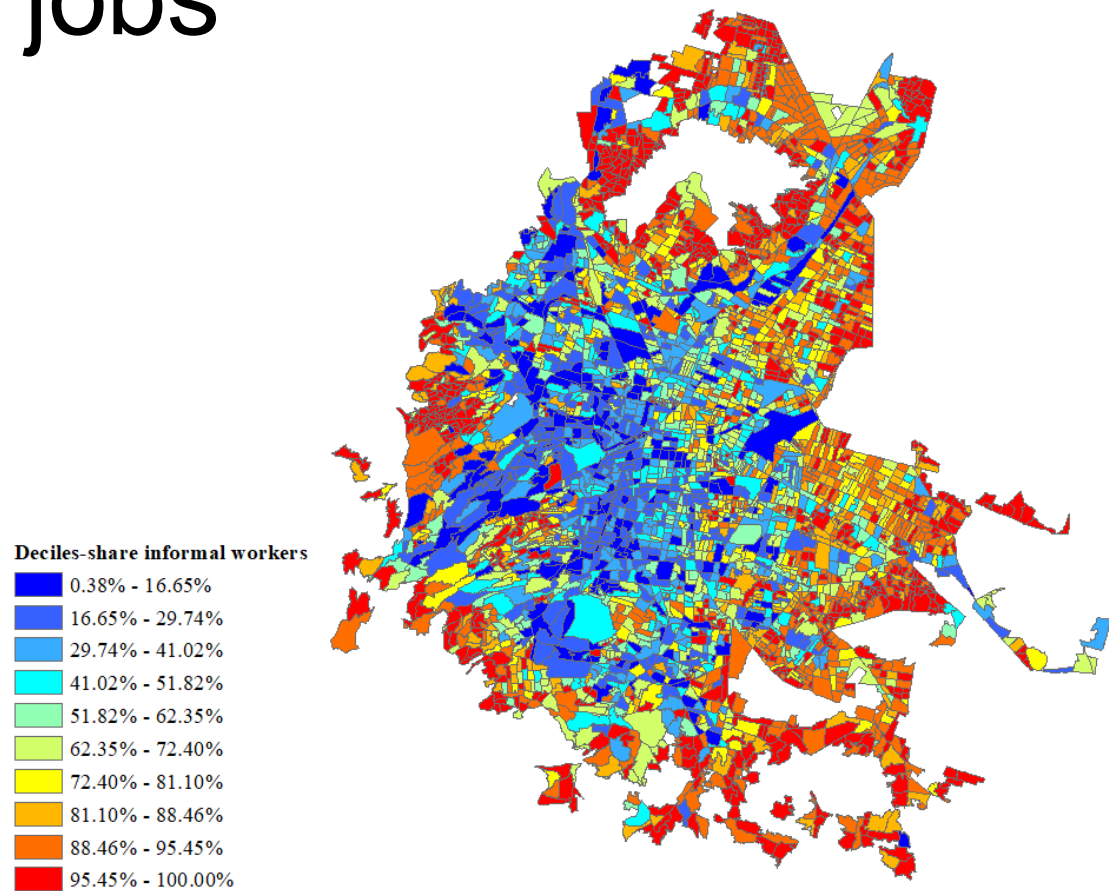 jobs
Deciles-share informal workers
0.38% - 16.65%
16.65% - 29.74%
29.74% - 41.02%
41.02% - 51.82%
51.82% - 62.35%
62.35% - 72.40%
72.40% - 81.10%
81.10% - 88.46%
88.46% - 95.45%
95.45% - 100.00%